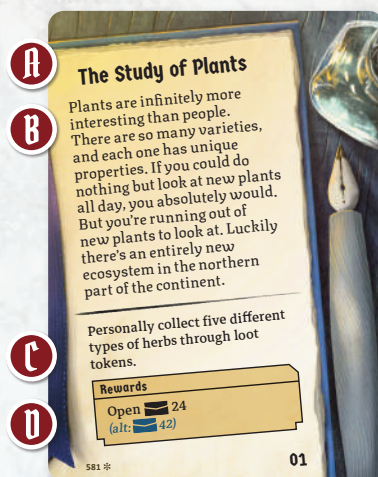 A
The Study of Plants
B
Plants are infinitely more
interesting than people.
There are so many varieties,
and each one has unique
properties. If you could do
nothing but look at new plants
all day, you absolutely would.
But you're running out of
new plants to look at. Luckily
there's an entirely new
ecosystem in the northern
part of the continent.
C
Personally collect five different
types of herbs through loot
tokens.
D
Rewards
Open 24
(alt: 42)
581 ✻
01